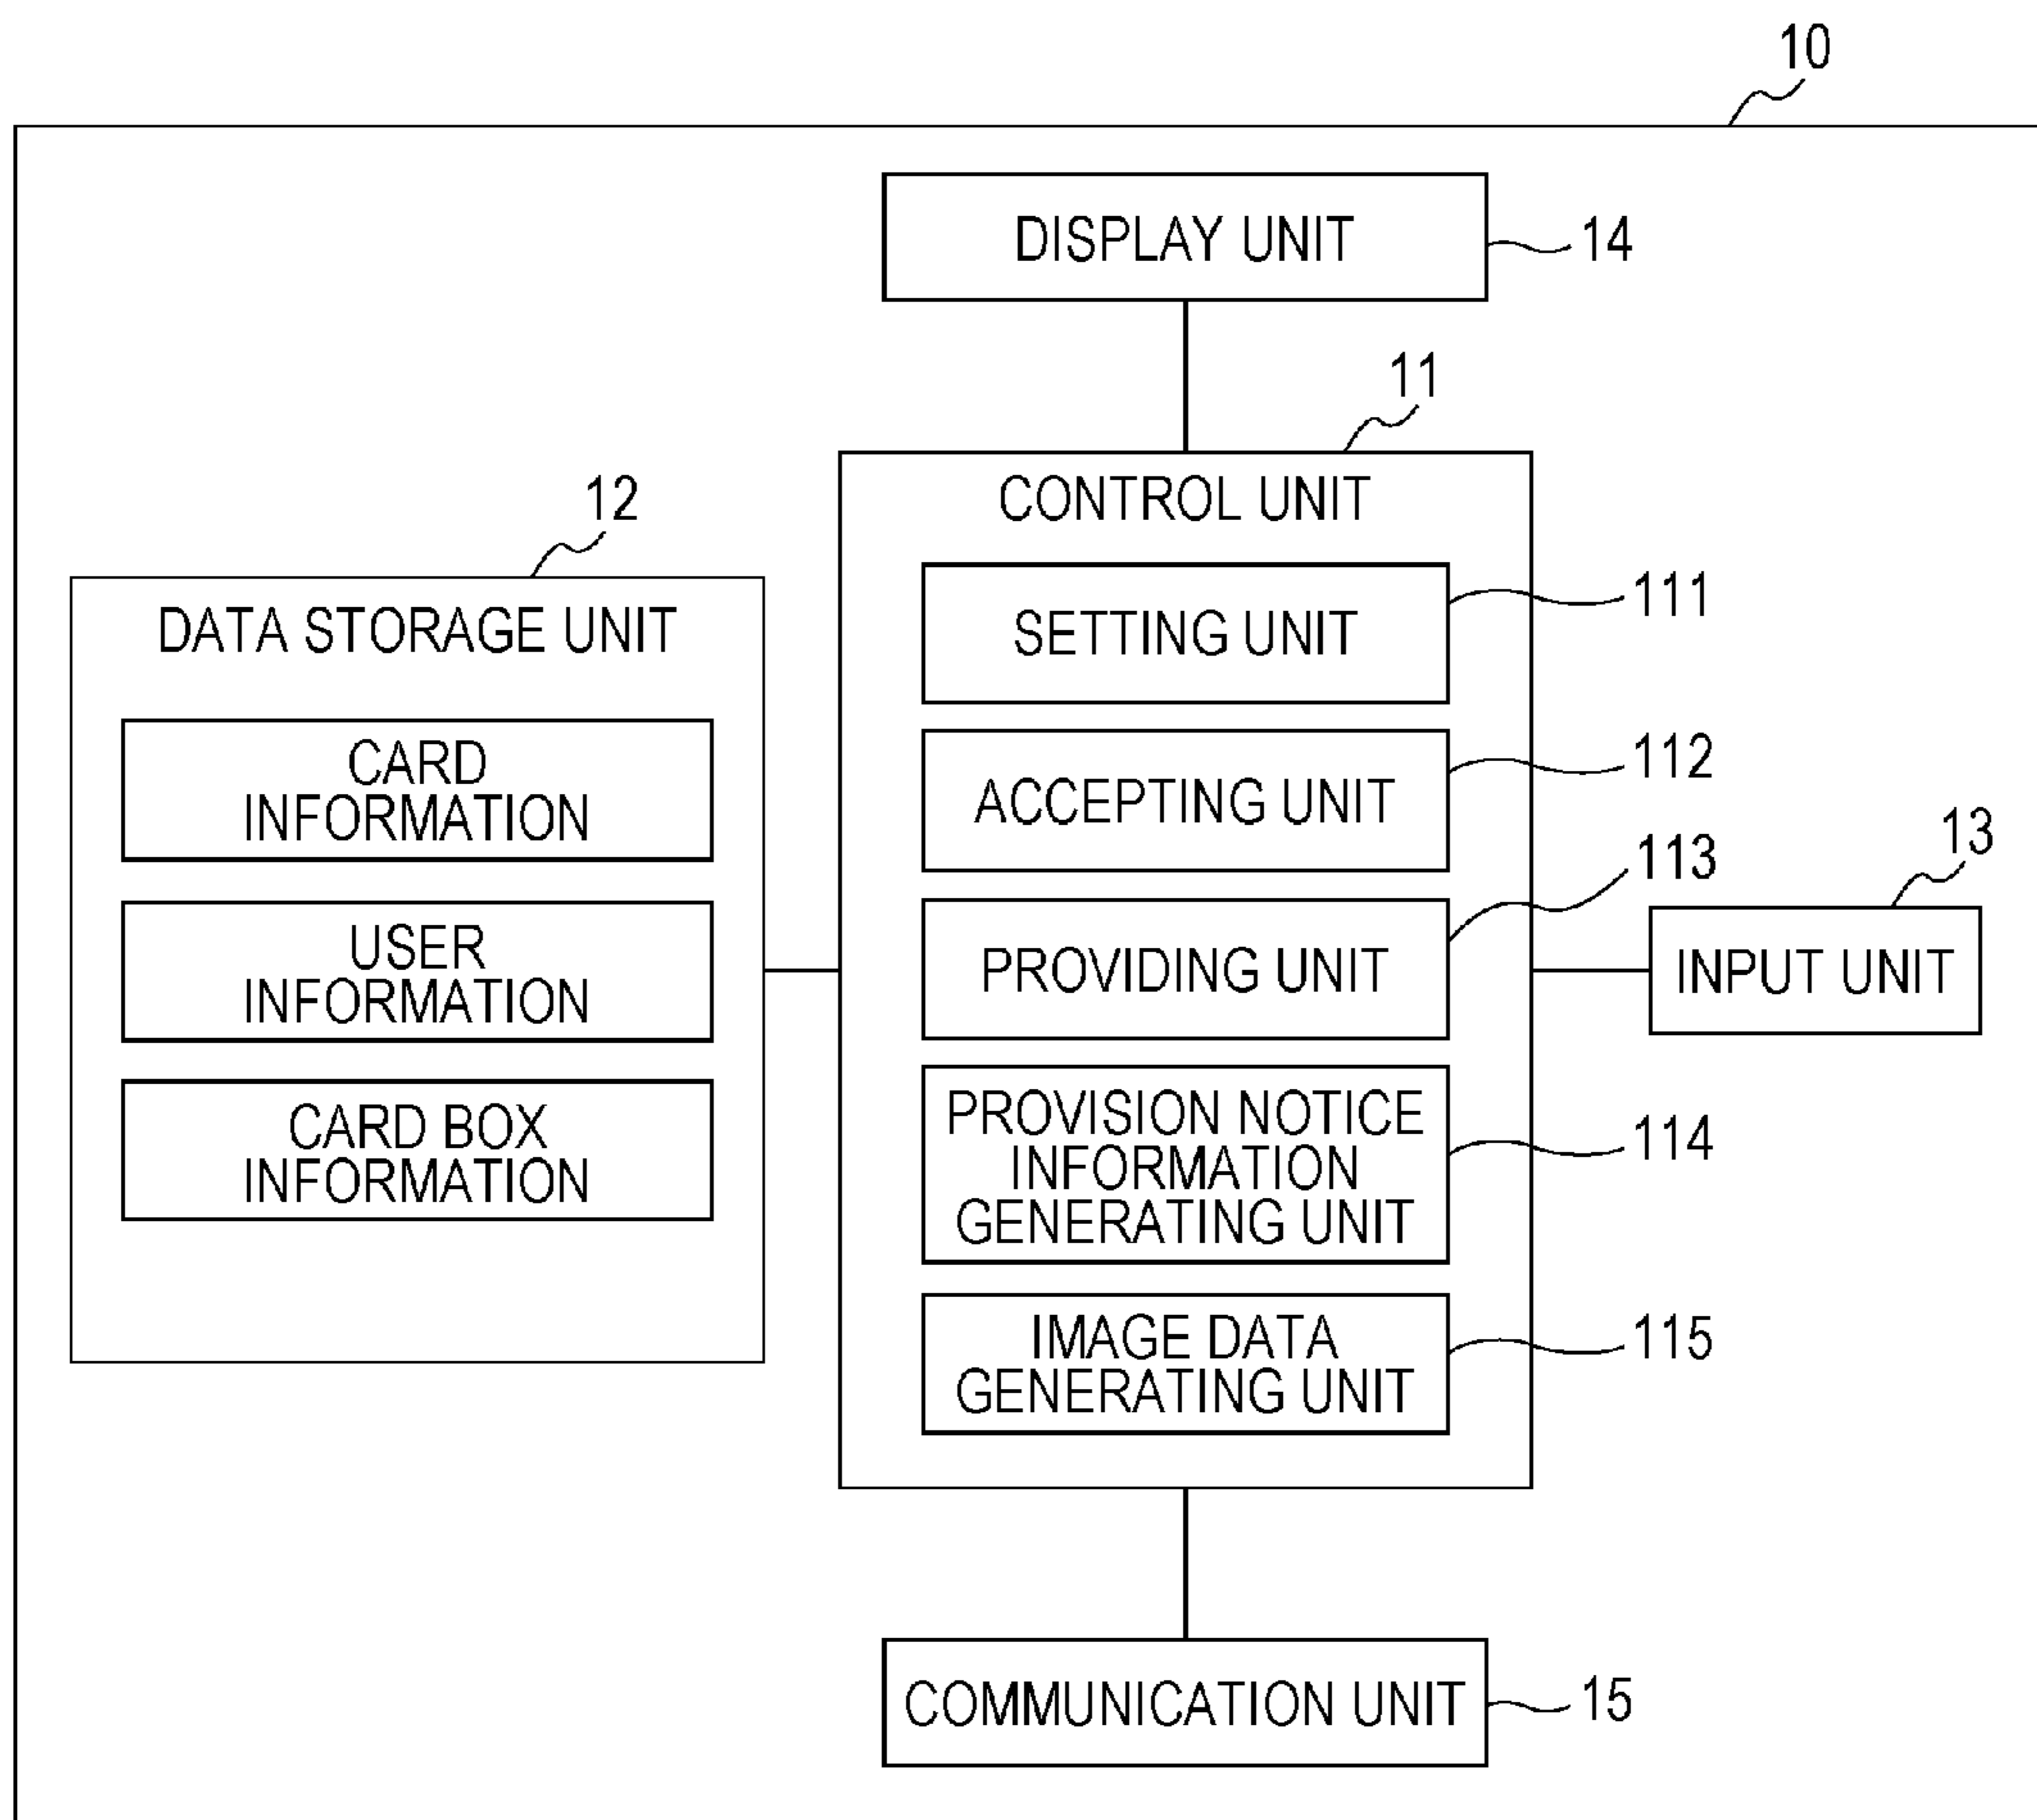 10
DISPLAY UNIT
14
11
CONTROL UNIT
12
DATA STORAGE UNIT
CARD
INFORMATION
USER
INFORMATION
CARD BOX
INFORMATION
SETTING UNIT
111
ACCEPTING UNIT
112
PROVIDING UNIT
113
PROVISION NOTICE
INFORMATION
GENERATING UNIT
114
IMAGE DATA
GENERATING UNIT
115
13
INPUT UNIT
COMMUNICATION UNIT
15